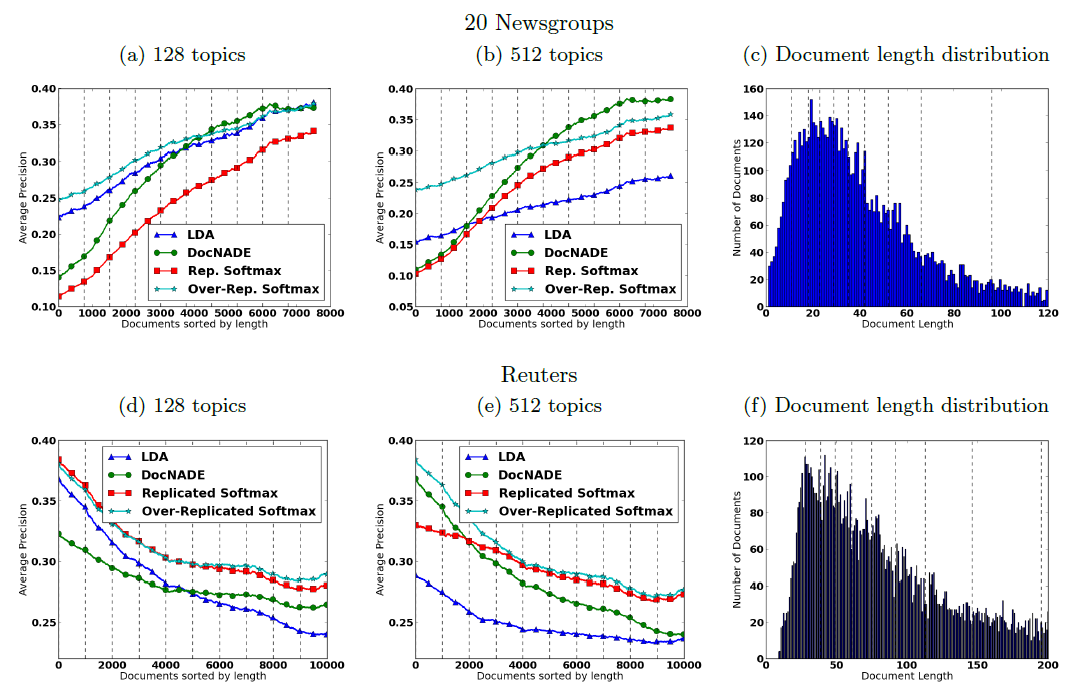 20 Newsgroups
(a) 128 topics
(b) 512 topics
(c) Document length distribution
0.40
0.35
0.30
0.25
0.20
0.15
0.10
Average Precision
LDA
DocNADE
Rep. Softmax
Over-Rep. Softmax
0 1000 2000 3000 4000 5000 6000 7000 8000
Documents sorted by length
0.40
0.35
0.30
0.25
0.20
0.15
0.10
0.05
Average Precision
LDA
DocNADE
Rep. Softmax
Over-Rep. Softmax
0 1000 2000 3000 4000 5000 6000 7000 8000
Documents sorted by length
160
140
120
100
80
60
40
20
0
Number of Documents
0 20 40 60 80 100 120
Document Length
Reuters
(d) 128 topics
(e) 512 topics
(f) Document length distribution
0.40
0.35
0.30
0.25
Average Precision
LDA
DocNADE
Replicated Softmax
Over-Replicated Softmax
0 2000 4000 6000 8000 10000
Documents sorted by length
0.40
0.35
0.30
0.25
Average Precision
LDA
DocNADE
Replicated Softmax
Over-Replicated Softmax
0 2000 4000 6000 8000 10000
Documents sorted by length
120
100
80
60
40
20
0
Number of Documents
0 50 100 150 200
Document Length